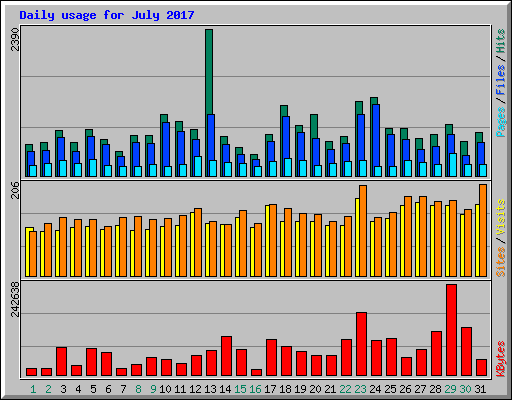 Daily usage for July 2017
2390
Pages / Files / Hits
206
Sites / Visits
242638
KBytes
1 2 3 4 5 6 7 8 9 10 11 12 13 14 15 16 17 18 19 20 21 22 23 24 25 26 27 28 29 30 31